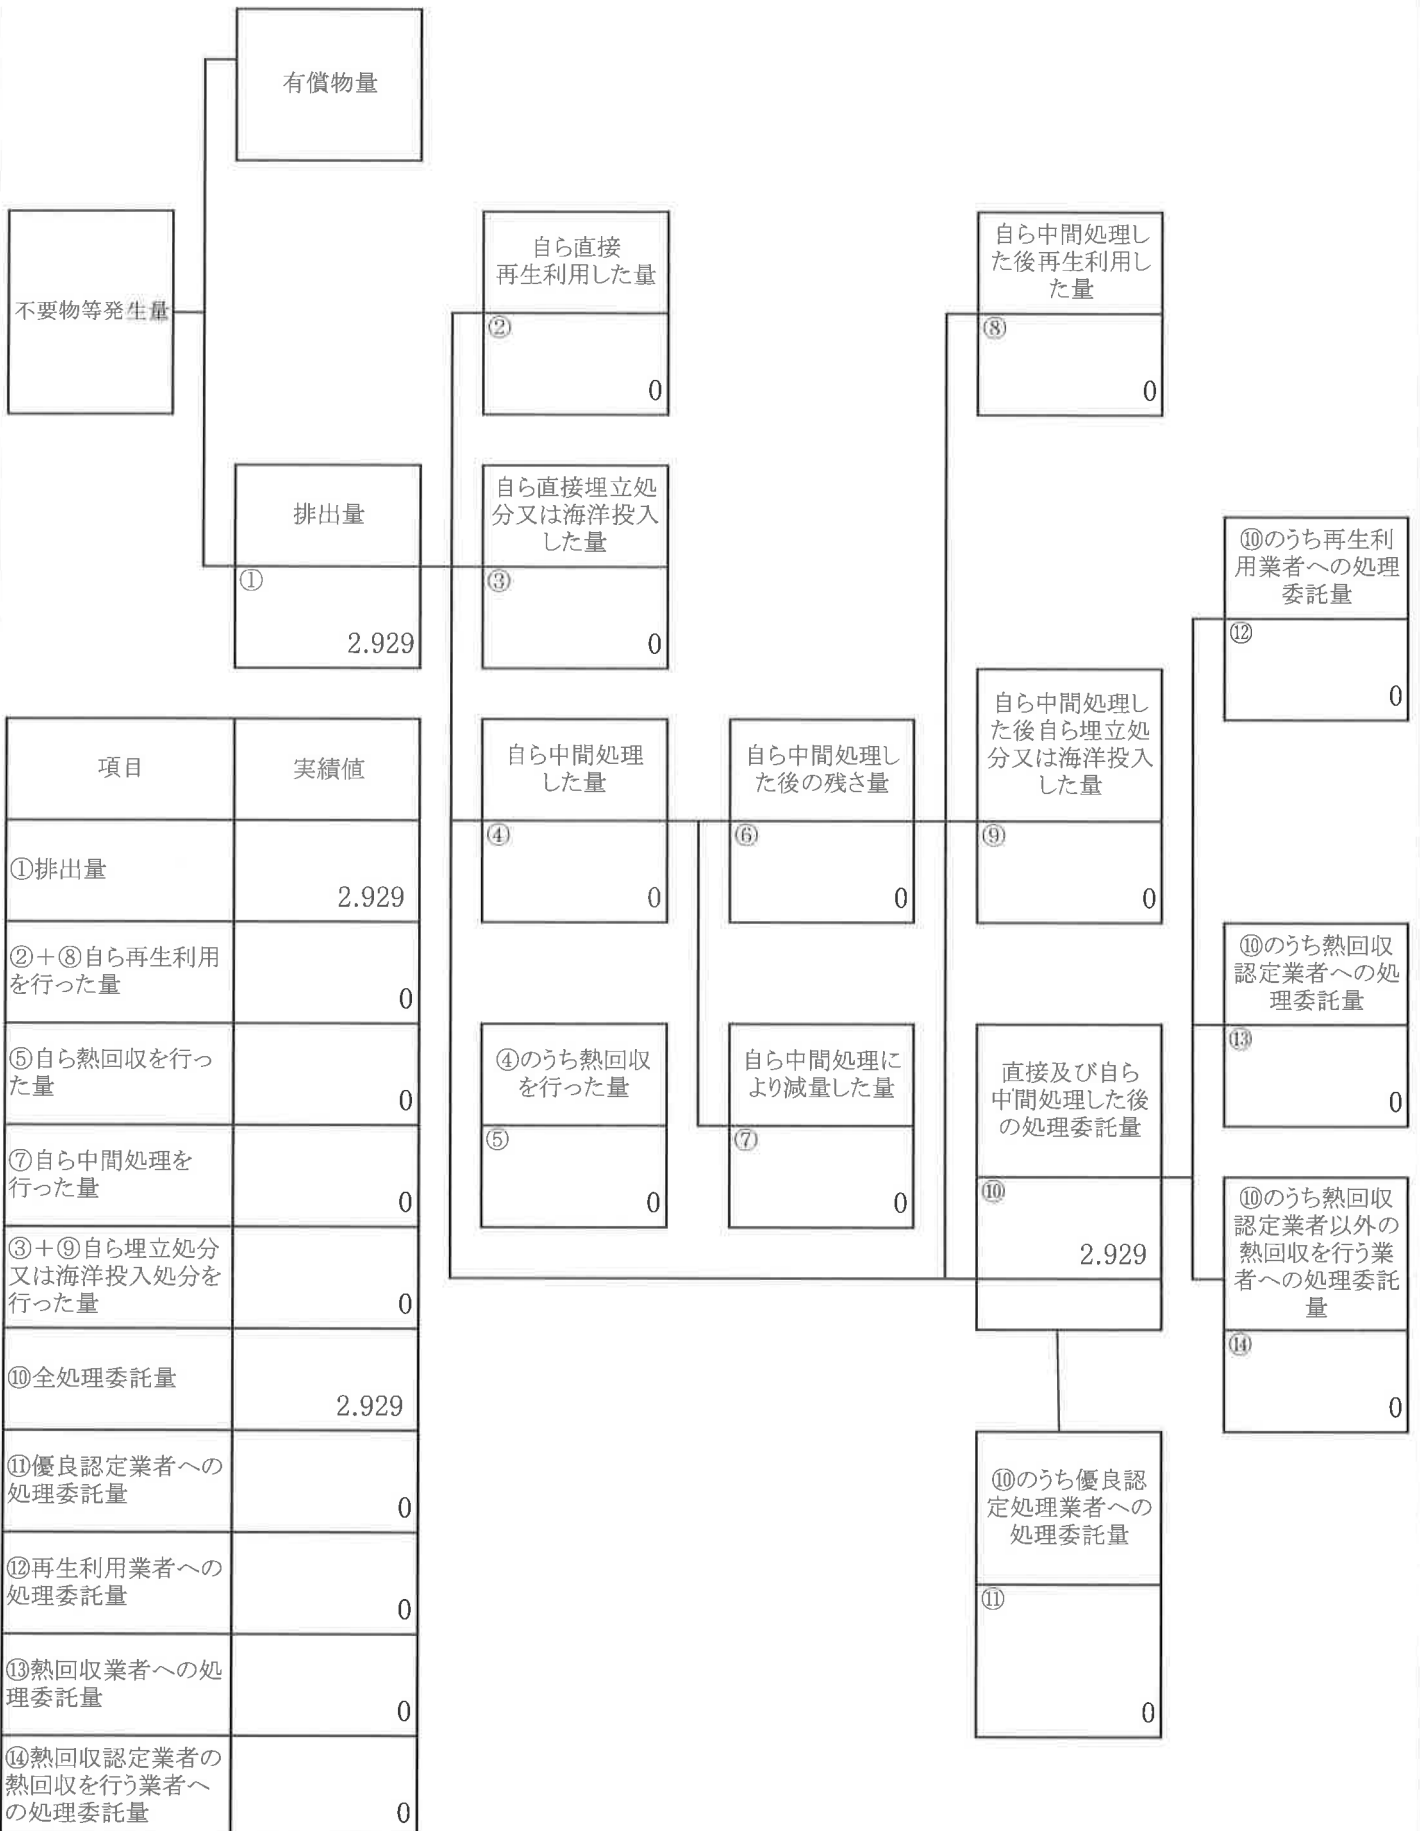 有償物量
不要物等発生量
自ら直接
再生利用した量
②
0
自ら中間処理し
た後再生利用し
た量
⑧
0
排出量
①
2.929
自ら直接埋立処
分又は海洋投入
した量
③
0
⑩のうち再生利
用業者への処理
委託量
⑫
0
自ら中間処理
した量
④
0
自ら中間処理し
た後の残さ量
⑥
0
自ら中間処理し
た後自ら埋立処
分又は海洋投入
した量
⑨
0
⑩のうち熱回収
認定業者への処
理委託量
⑬
0
④のうち熱回収
を行った量
⑤
0
自ら中間処理に
より減量した量
⑦
0
直接及び自ら
中間処理した後
の処理委託量
⑩
2.929
⑩のうち熱回収
認定業者以外の
熱回収を行う業
者への処理委託
量
⑭
0
⑩のうち優良認
定処理業者への
処理委託量
⑪
0
項目 実績値
①排出量
2.929
②＋⑧自ら再生利用
を行った量
0
⑤自ら熱回収を行っ
た量
0
⑦自ら中間処理を
行った量
0
③＋⑨自ら埋立処分
又は海洋投入処分を
行った量
0
⑩全処理委託量
2.929
⑪優良認定業者への
処理委託量
0
⑫再生利用業者への
処理委託量
0
⑬熱回収業者への処
理委託量
0
⑭熱回収認定業者の
熱回収を行う業者へ
の処理委託量
0